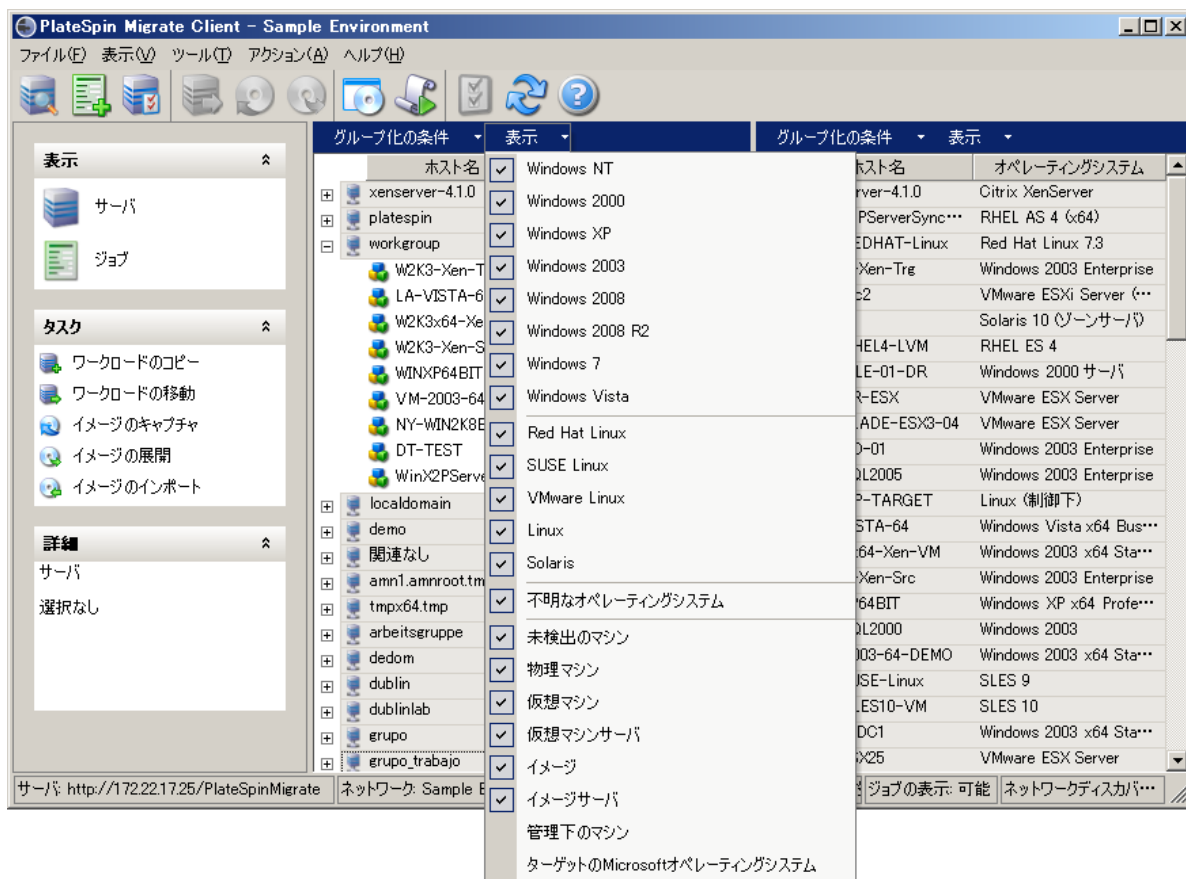 PlateSpin Migrate Client - Sample Environment
ファイル(F) 表示(V) ツール(T) アクション(A) ヘルプ(H)
表示
サーバ
ジョブ
タスク
ワークロードのコピー
ワークロードの移動
イメージのキャプチャ
イメージの展開
イメージのインポート
詳細
サーバ
選択なし
グループ化の条件 表示
ホスト名
xenserver-4.1.0
platespin
workgroup
W2K3-Xen-T
LA-VISTA-6
W2K3x64-Xe
W2K3-Xen-S
WINXP64BIT
VM-2003-64
NY-WIN2K8E
DT-TEST
WinX2PServe
localdomain
demo
関連なし
amn1.amnroot.tm
tmpx64.tmp
arbeitsgruppe
dedom
dublin
dublinlab
grupo
grupo_trabajo
Windows NT
Windows 2000
Windows XP
Windows 2003
Windows 2008
Windows 2008 R2
Windows 7
Windows Vista
Red Hat Linux
SUSE Linux
VMware Linux
Linux
Solaris
不明なオペレーティングシステム
未検出のマシン
物理マシン
仮想マシン
仮想マシンサーバ
イメージ
イメージサーバ
管理下のマシン
ターゲットのMicrosoftオペレーティングシステム
グループ化の条件 表示
ホスト名 オペレーティングシステム
rver-4.1.0 Citrix XenServer
PServerSync… RHEL AS 4 (x64)
EDHAT-Linux Red Hat Linux 7.3
-Xen-Trg Windows 2003 Enterprise
c2 VMware ESXi Server (…
Solaris 10 (ゾーンサーバ)
HEL4-LVM RHEL ES 4
LE-01-DR Windows 2000 サーバ
R-ESX VMware ESX Server
ADE-ESX3-04 VMware ESX Server
D-01 Windows 2003 Enterprise
QL2005 Windows 2003 Enterprise
P-TARGET Linux (制御下)
STA-64 Windows Vista x64 Bus…
x64-Xen-VM Windows 2003 x64 Sta…
-Xen-Src Windows 2003 Enterprise
P64BIT Windows XP x64 Profe…
QL2000 Windows 2003
003-64-DEMO Windows 2003 x64 Sta…
USE-Linux SLES 9
LES10-VM SLES 10
DC1 Windows 2003 x64 Sta…
SX25 VMware ESX Server
サーバ: http://172.22.17.25/PlateSpinMigrate ネットワーク: Sample E ジョブの表示: 可能 ネットワークディスカバ…